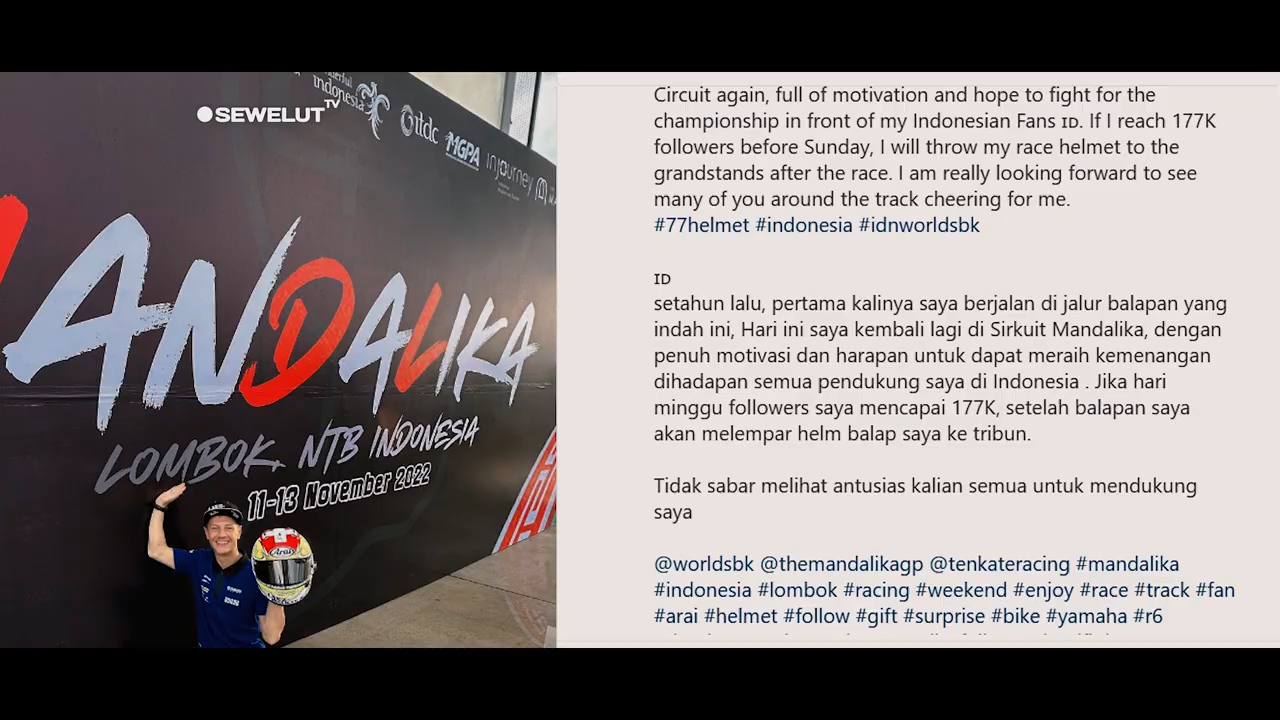 indonesia
SEWELUT TV
itdc
MGPA
injourney
ANDALIKA
LOMBOK, NTB INDONESIA
11-13 November 2022
Arai
Circuit again, full of motivation and hope to fight for the
championship in front of my Indonesian Fans ID. If I reach 177K
followers before Sunday, I will throw my race helmet to the
grandstands after the race. I am really looking forward to see
many of you around the track cheering for me.
#77helmet #indonesia #idnworldsbk
ID
setahun lalu, pertama kalinya saya berjalan di jalur balapan yang
indah ini, Hari ini saya kembali lagi di Sirkuit Mandalika, dengan
penuh motivasi dan harapan untuk dapat meraih kemenangan
dihadapan semua pendukung saya di Indonesia . Jika hari
minggu followers saya mencapai 177K, setelah balapan saya
akan melempar helm balap saya ke tribun.
Tidak sabar melihat antusias kalian semua untuk mendukung
saya
@worldsbk @themandalikagp @tenkateracing #mandalika
#indonesia #lombok #racing #weekend #enjoy #race #track #fan
#arai #helmet #follow #gift #surprise #bike #yamaha #r6